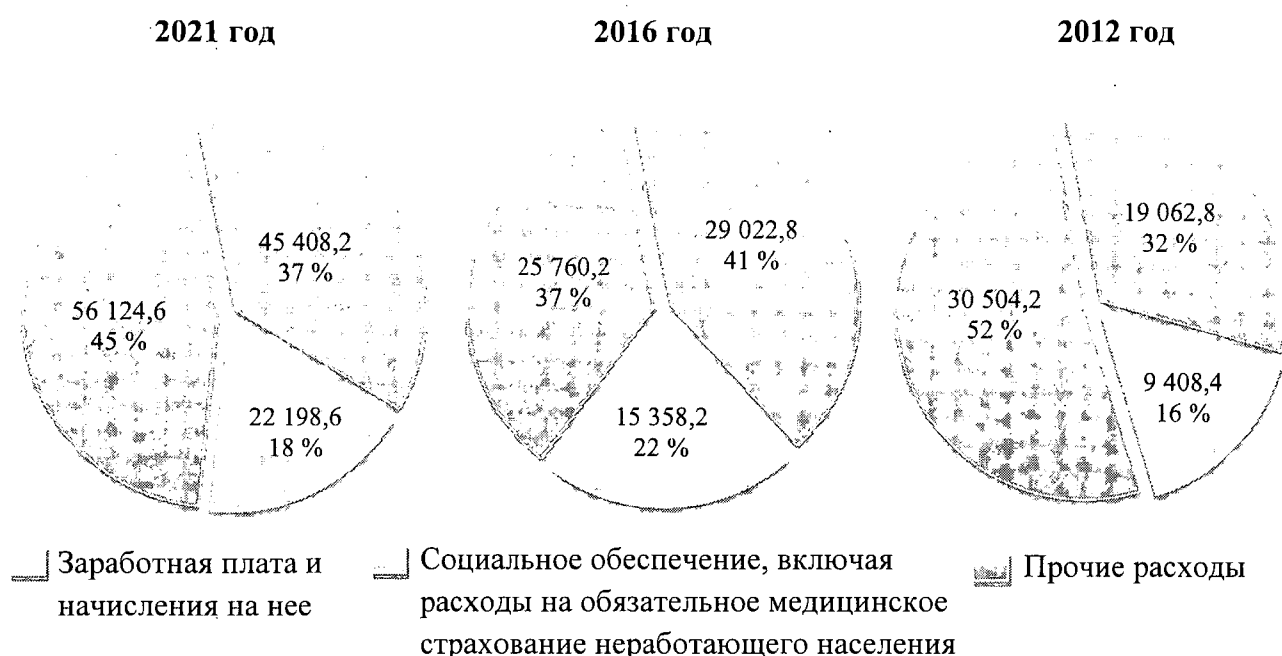 2021 год
2016 год
2012 год
45 408,2
37 %
56 124,6
45 %
22 198,6
18 %
29 022,8
41 %
25 760,2
37 %
15 358,2
22 %
19 062,8
32 %
30 504,2
52 %
9 408,4
16 %
Заработная плата и
начисления на нее
Социальное обеспечение, включая
расходы на обязательное медицинское
страхование неработающего населения
Прочие расходы